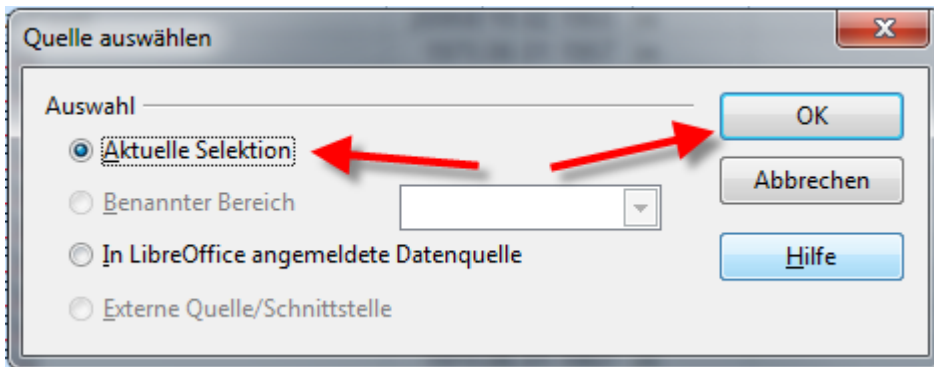 Quelle auswählen
Auswahl
Aktuelle Selektion
Benannter Bereich
In LibreOffice angemeldete Datenquelle
Externe Quelle/Schnittstelle
OK
Abbrechen
Hilfe